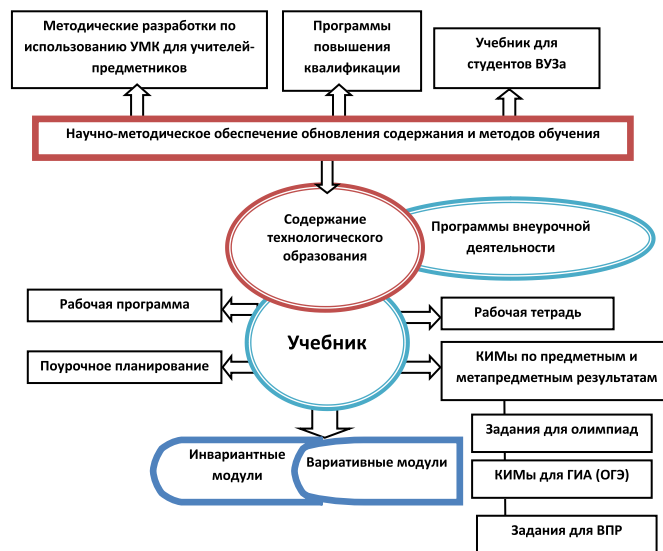 Методические разработки по
использованию УМК для учителей-
предметников
Программы
повышения
квалификации
Учебник для
студентов ВУЗа
Научно-методическое обеспечение обновления содержания и методов обучения
Содержание
технологического
образования
Программы внеурочной
деятельности
Рабочая программа
Рабочая тетрадь
Учебник
Поурочное планирование
КИМы по предметным и
метапредметным результатам
Инвариантные
модули
Вариативные модули
Задания для олимпиад
КИМы для ГИА (ОГЭ)
Задания для ВПР